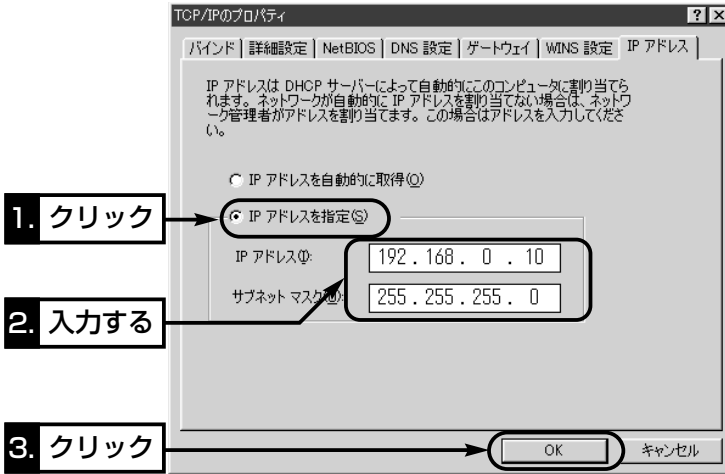 TCP/IPのプロパティ
? ×
バインド 詳細設定 NetBIOS DNS 設定 ゲートウェイ WINS 設定 IP アドレス
IP アドレスは DHCP サーバーによって自動的にこのコンピュータに割り当てら
れます。ネットワークが自動的に IP アドレスを割り当てない場合は、ネットワ
ーク管理者がアドレスを割り当てます。この場合はアドレスを入力してくださ
い。
IP アドレスを自動的に取得(O)
1. クリック
IP アドレスを指定(S)
IP アドレス(I):
192 . 168 . 0 . 10
2. 入力する
サブネット マスク(U):
255 . 255 . 255 . 0
3. クリック
OK
キャンセル